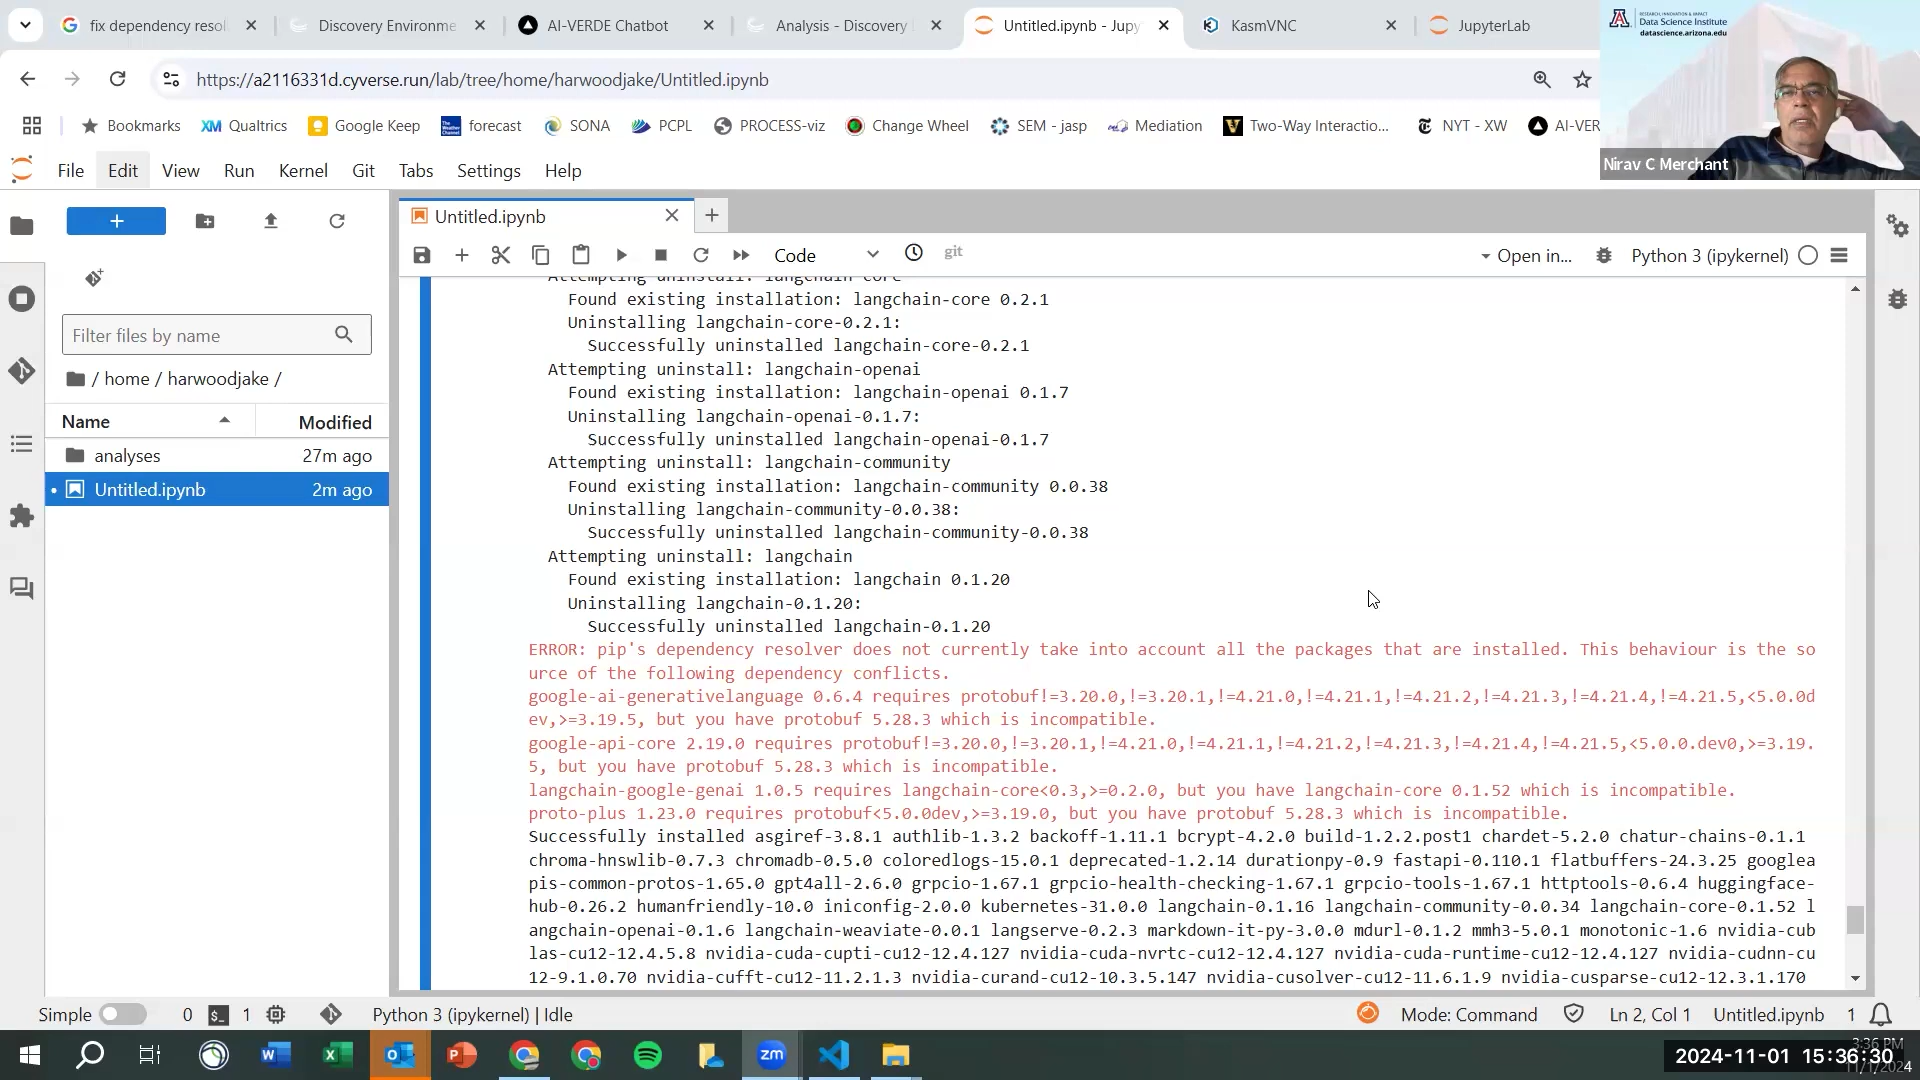 fix dependency resol
Discovery Environme
AI-VERDE Chatbot
Analysis - Discovery
Untitled.ipynb - Jupy
KasmVNC
JupyterLab
RESEARCH, INNOVATION & IMPACT
Data Science Institute
datascience.arizona.edu
https://a2116331d.cyverse.run/lab/tree/home/harwoodjake/Untitled.ipynb
Bookmarks
XM Qualtrics
Google Keep
forecast
SONA
PCPL
PROCESS-viz
Change Wheel
SEM - jasp
Mediation
Two-Way Interactio...
NYT - XW
AI-VER
Nirav C Merchant
File Edit View Run Kernel Git Tabs Settings Help
Untitled.ipynb
Code
git
Open in...
Python 3 (ipykernel)
Filter files by name
/ home / harwoodjake /
Name Modified
analyses 27m ago
Untitled.ipynb 2m ago
Attempting uninstall: langchain-core
Found existing installation: langchain-core 0.2.1
Uninstalling langchain-core-0.2.1:
Successfully uninstalled langchain-core-0.2.1
Attempting uninstall: langchain-openai
Found existing installation: langchain-openai 0.1.7
Uninstalling langchain-openai-0.1.7:
Successfully uninstalled langchain-openai-0.1.7
Attempting uninstall: langchain-community
Found existing installation: langchain-community 0.0.38
Uninstalling langchain-community-0.0.38:
Successfully uninstalled langchain-community-0.0.38
Attempting uninstall: langchain
Found existing installation: langchain 0.1.20
Uninstalling langchain-0.1.20:
Successfully uninstalled langchain-0.1.20
ERROR: pip's dependency resolver does not currently take into account all the packages that are installed. This behaviour is the so
urce of the following dependency conflicts.
google-ai-generativelanguage 0.6.4 requires protobuf!=3.20.0,!=3.20.1,!=4.21.0,!=4.21.1,!=4.21.2,!=4.21.3,!=4.21.4,!=4.21.5,<5.0.0d
ev,>=3.19.5, but you have protobuf 5.28.3 which is incompatible.
google-api-core 2.19.0 requires protobuf!=3.20.0,!=3.20.1,!=4.21.0,!=4.21.1,!=4.21.2,!=4.21.3,!=4.21.4,!=4.21.5,<5.0.0.dev0,>=3.19.
5, but you have protobuf 5.28.3 which is incompatible.
langchain-google-genai 1.0.5 requires langchain-core<0.3,>=0.2.0, but you have langchain-core 0.1.52 which is incompatible.
proto-plus 1.23.0 requires protobuf<5.0.0dev,>=3.19.0, but you have protobuf 5.28.3 which is incompatible.
Successfully installed asgiref-3.8.1 authlib-1.3.2 backoff-1.11.1 bcrypt-4.2.0 build-1.2.2.post1 chardet-5.2.0 chatur-chains-0.1.1
chroma-hnswlib-0.7.3 chromadb-0.5.0 coloredlogs-15.0.1 deprecated-1.2.14 durationpy-0.9 fastapi-0.110.1 flatbuffers-24.3.25 googlea
pis-common-protos-1.65.0 gpt4all-2.6.0 grpcio-1.67.1 grpcio-health-checking-1.67.1 grpcio-tools-1.67.1 httptools-0.6.4 huggingface-
hub-0.26.2 humanfriendly-10.0 iniconfig-2.0.0 kubernetes-31.0.0 langchain-0.1.16 langchain-community-0.0.34 langchain-core-0.1.52 l
angchain-openai-0.1.6 langchain-weaviate-0.0.1 langserve-0.2.3 markdown-it-py-3.0.0 mdurl-0.1.2 mmh3-5.0.1 monotonic-1.6 nvidia-cub
las-cu12-12.4.5.8 nvidia-cuda-cupti-cu12-12.4.127 nvidia-cuda-nvrtc-cu12-12.4.127 nvidia-cuda-runtime-cu12-12.4.127 nvidia-cudnn-cu
12-9.1.0.70 nvidia-cufft-cu12-11.2.1.3 nvidia-curand-cu12-10.3.5.147 nvidia-cusolver-cu12-11.6.1.9 nvidia-cusparse-cu12-12.3.1.170
Simple 0 1 Python 3 (ipykernel) | Idle
Mode: Command Ln 2, Col 1 Untitled.ipynb 1
3:36 PM
2024-11-01 15:36:30